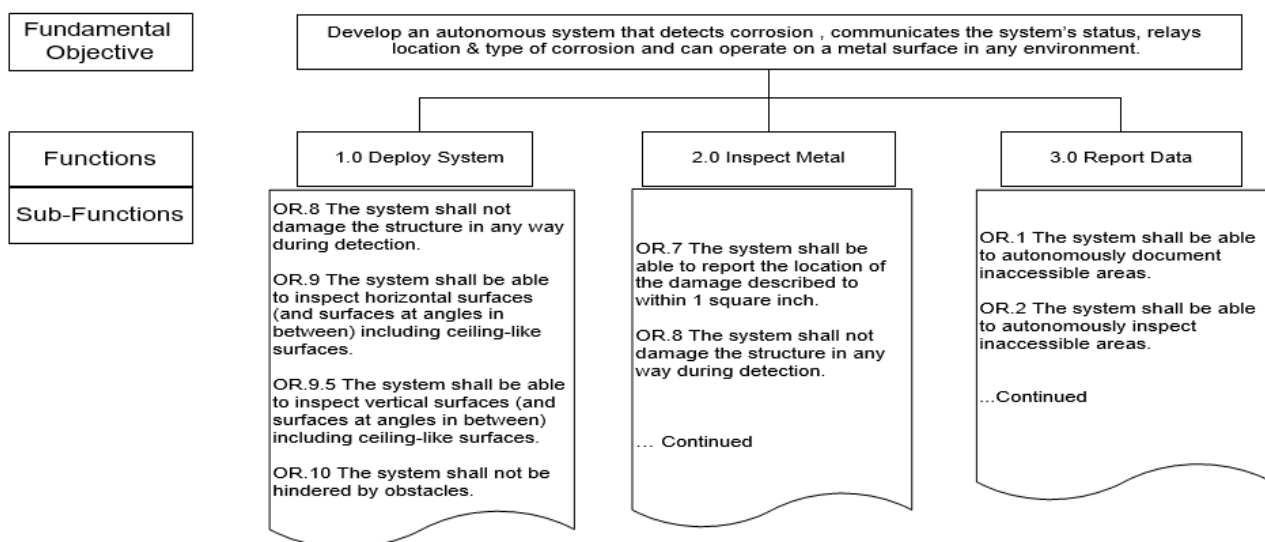 Fundamental
Objective
Develop an autonomous system that detects corrosion , communicates the system's status, relays
location & type of corrosion and can operate on a metal surface in any environment.
Functions
1.0 Deploy System
2.0 Inspect Metal
3.0 Report Data
Sub-Functions
OR.8 The system shall not
damage the structure in any way
during detection.
OR.9 The system shall be able
to inspect horizontal surfaces
(and surfaces at angles in
between) including ceiling-like
surfaces.
OR.9.5 The system shall be able
to inspect vertical surfaces (and
surfaces at angles in between)
including ceiling-like surfaces.
OR.10 The system shall not be
hindered by obstacles.
OR.7 The system shall be
able to report the location of
the damage described to
within 1 square inch.
OR.8 The system shall not
damage the structure in any
way during detection.
... Continued
OR.1 The system shall be able
to autonomously document
inaccessible areas.
OR.2 The system shall be able
to autonomously inspect
inaccessible areas.
...Continued